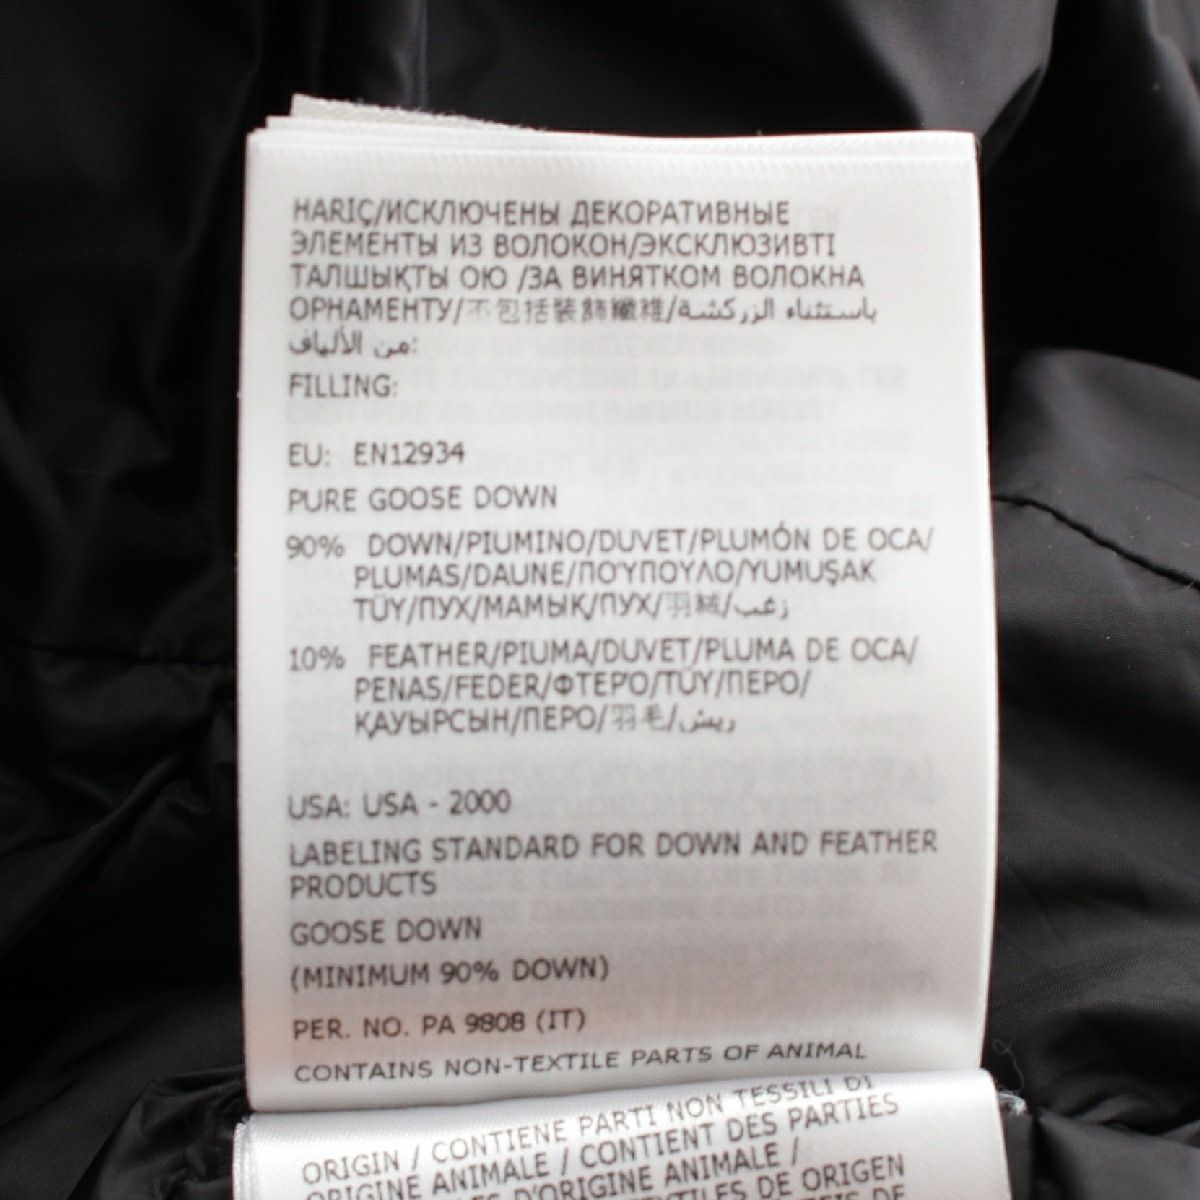 HARIÇ/ИСКЛЮЧЕНЫ ДЕКОРАТИВНЫЕ
ЭЛЕМЕНТЫ ИЗ ВОЛОКОН/ЭКСКЛЮЗИВТІ
ТАЛШЫҚТЫ ОЮ /ЗА ВИНЯТКОМ ВОЛОКНА
ОРНАМЕНТУ/不包括装飾纖維/باستثناء الزركشة
من الألياف:
FILLING:
EU: EN12934
PURE GOOSE DOWN
90% DOWN/PIUMINO/DUVET/PLUMÓN DE OCA/
PLUMAS/DAUNE/ΠΟΎΠΟΥΛΟ/YUMUŞAK
TÜY/ПУХ/МАМЫҚ/ПУХ/羽絨/زغب
10% FEATHER/PIUMA/DUVET/PLUMA DE OCA/
PENAS/FEDER/ΦΤΕΡΌ/TÜY/ПЕРО/
ҚАУЫРСЫН/ПЕРО/羽毛/ريش
USA: USA - 2000
LABELING STANDARD FOR DOWN AND FEATHER
PRODUCTS
GOOSE DOWN
(MINIMUM 90% DOWN)
PER. NO. PA 9808 (IT)
CONTAINS NON-TEXTILE PARTS OF ANIMAL
ORIGIN / CONTIENE PARTI NON TESSILI DI
ORIGINE ANIMALE / CONTIENT DES PARTIES
D'ORIGINE ANIMALE /
DE ORIGEN